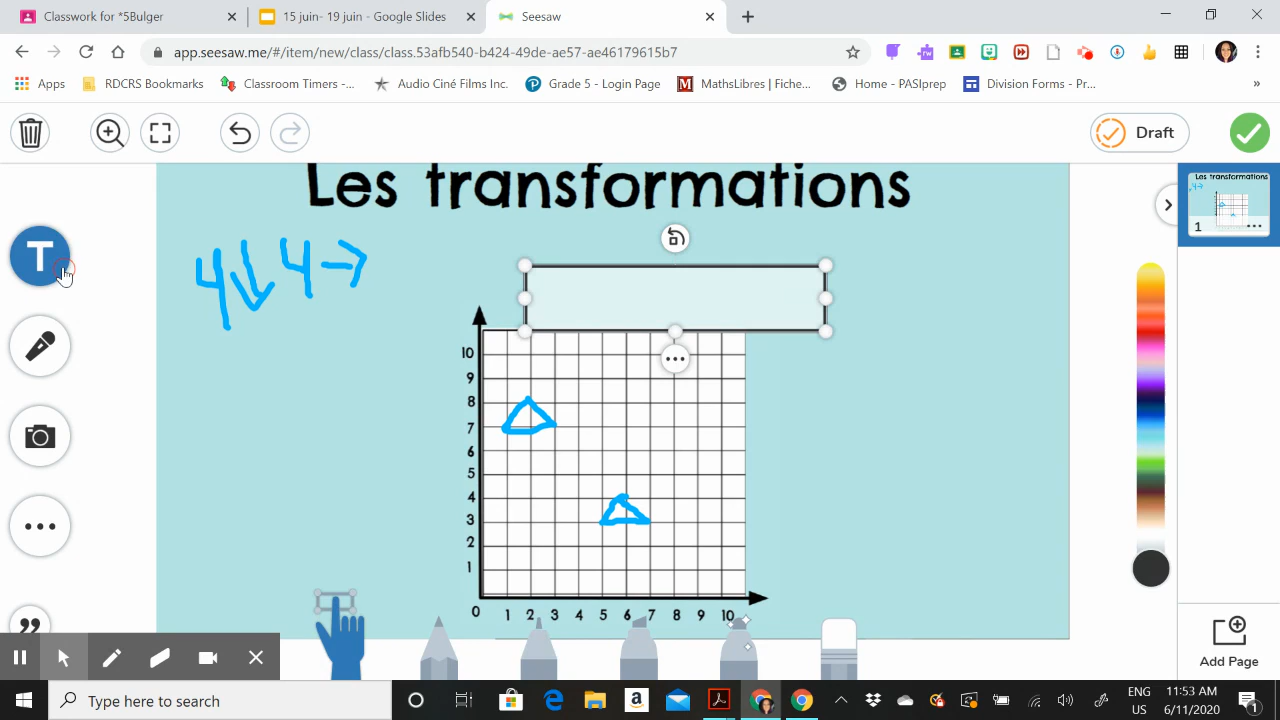 Classwork for *5Bulger
15 juin- 19 juin - Google Slides
Seesaw
app.seesaw.me/#/item/new/class/class.53afb540-b424-49de-ae57-ae46179615b7
Apps
RDCRS Bookmarks
Classroom Timers -...
Audio Ciné Films Inc.
Grade 5 - Login Page
MathsLibres | Fiche...
Home - PASIprep
Division Forms - Pr...
»
Draft
Les transformations
4↓ 4→
T
10
9
8
7
6
5
4
3
2
1
0 1 2 3 4 5 6 7 8 9 10
Les transformations
4→
1
Add Page
Type here to search
ENG
US
11:53 AM
6/11/2020
1